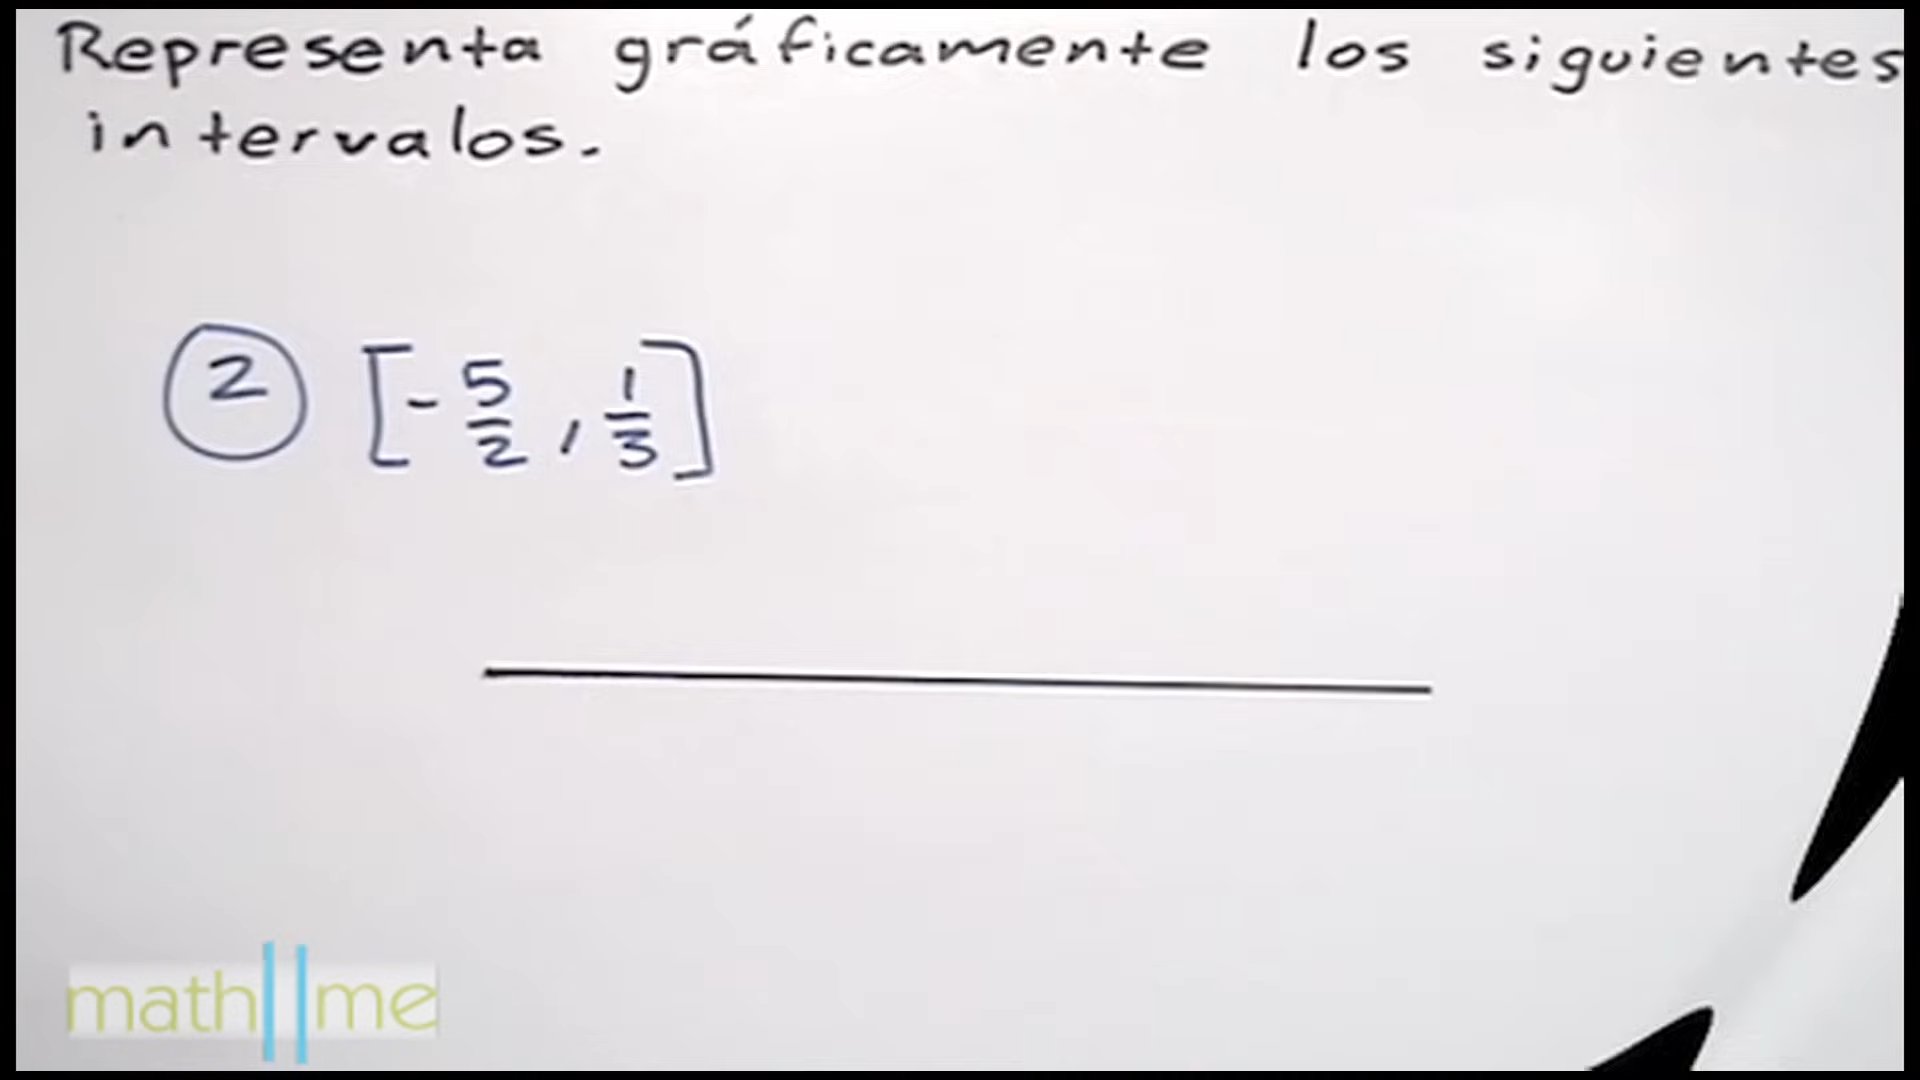 Representa gráficamente los siguientes
intervalos.
② [-5/2, 1/3]
math||me